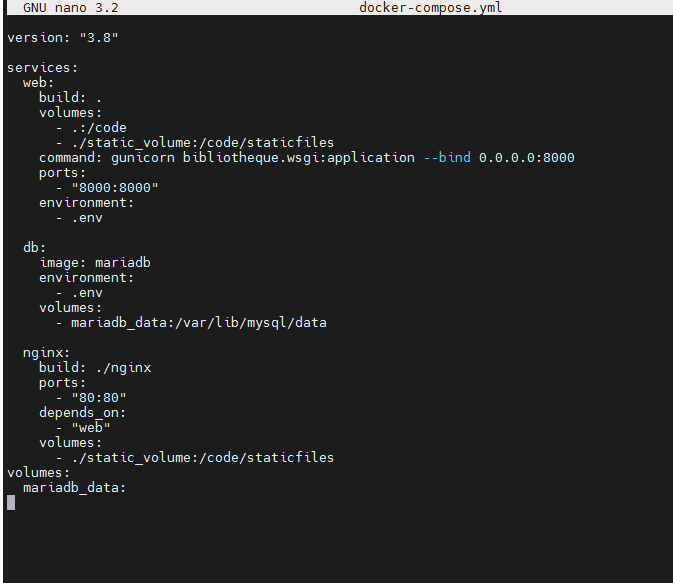 GNU nano 3.2 docker-compose.yml
version: "3.8"
services:
  web:
    build: .
    volumes:
      - .:/code
      - ./static_volume:/code/staticfiles
    command: gunicorn bibliotheque.wsgi:application --bind 0.0.0.0:8000
    ports:
      - "8000:8000"
    environment:
      - .env
  db:
    image: mariadb
    environment:
      - .env
    volumes:
      - mariadb_data:/var/lib/mysql/data
  nginx:
    build: ./nginx
    ports:
      - "80:80"
    depends_on:
      - "web"
    volumes:
      - ./static_volume:/code/staticfiles
volumes:
  mariadb_data: